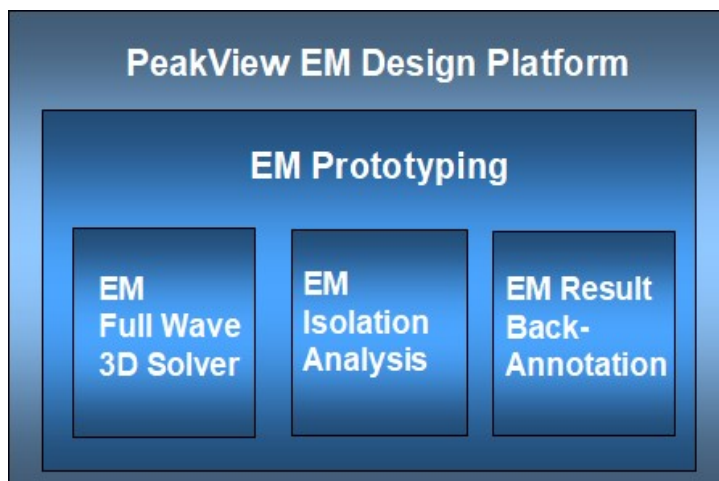 PeakView EM Design Platform
EM Prototyping
EM
Full Wave
3D Solver
EM
Isolation
Analysis
EM Result
Back-
Annotation